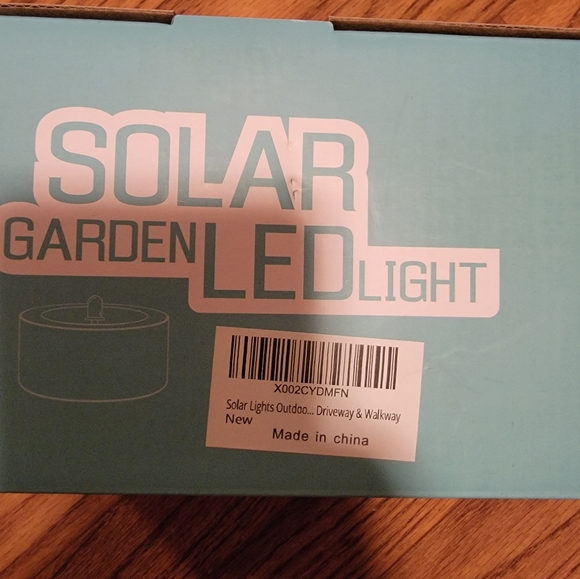 SOLAR
GARDEN LED LIGHT
X002CYDMFN
Solar Lights Outdoo... Driveway & Walkway
New
Made in china